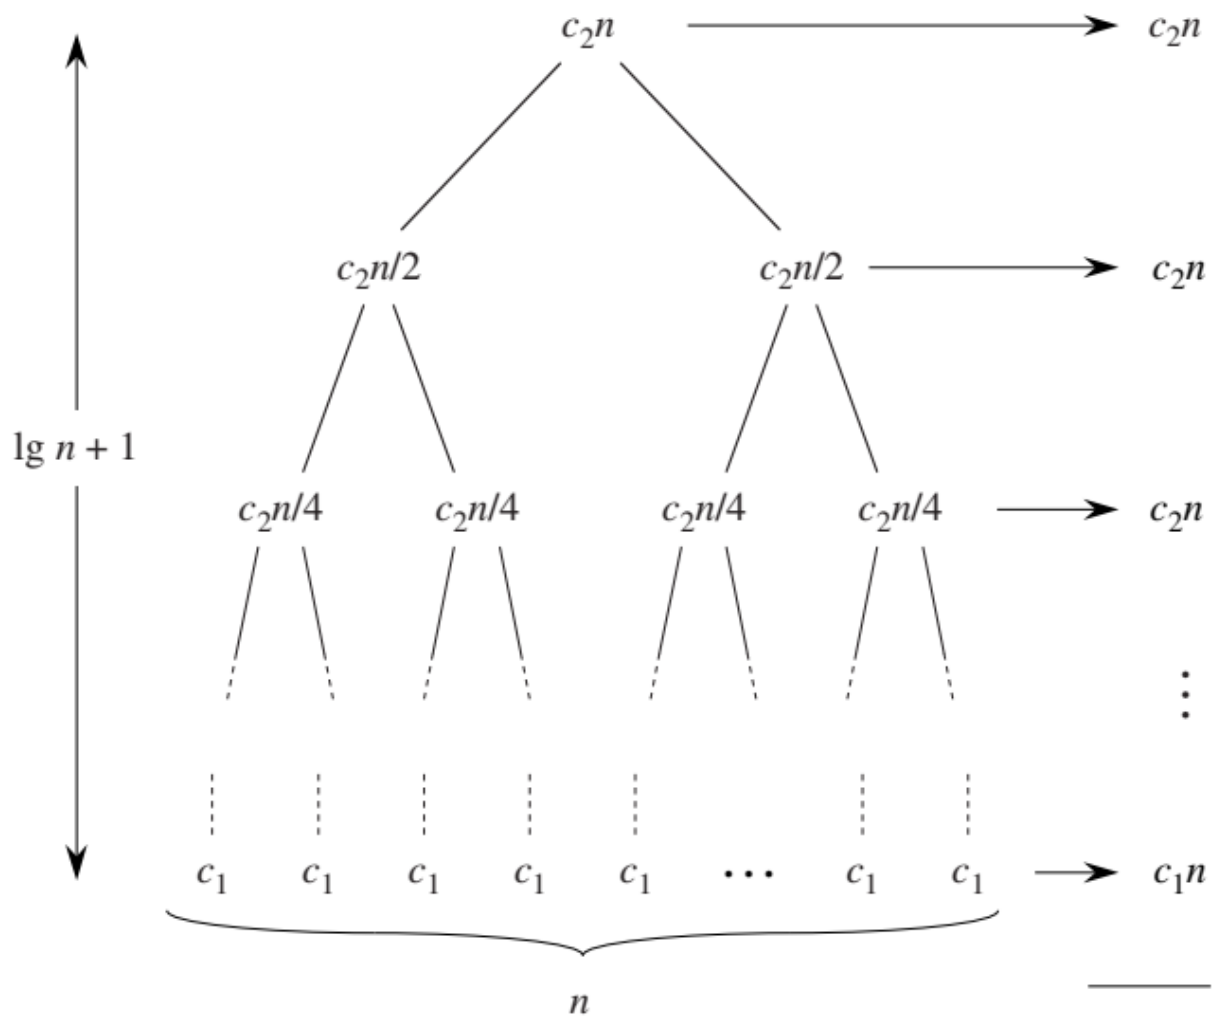 c₂n c₂n
c₂n/2 c₂n/2 c₂n
lg n + 1
c₂n/4 c₂n/4 c₂n/4 c₂n/4 c₂n
⋮
c₁ c₁ c₁ c₁ c₁ ⋯ c₁ c₁ c₁n
n